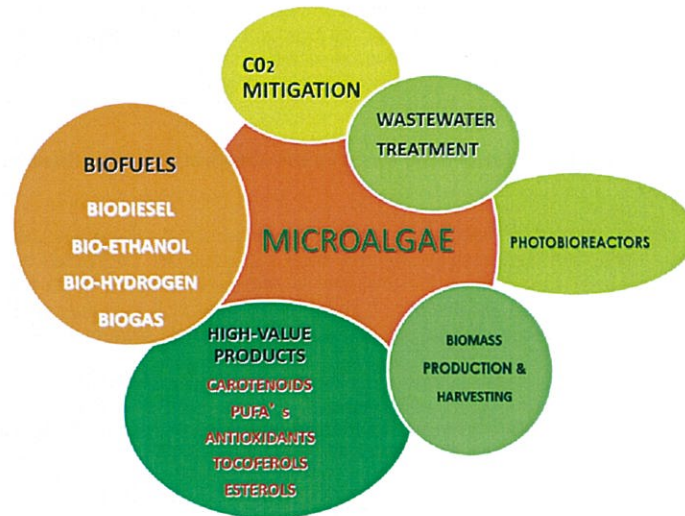 CO₂
MITIGATION
WASTEWATER
TREATMENT
BIOFUELS
BIODIESEL
BIO-ETHANOL
BIO-HYDROGEN
BIOGAS
MICROALGAE
PHOTOBIOREACTORS
HIGH-VALUE
PRODUCTS
CAROTENOIDS
PUFA's
ANTIOXIDANTS
TOCOFEROLS
ESTEROLS
BIOMASS
PRODUCTION &
HARVESTING